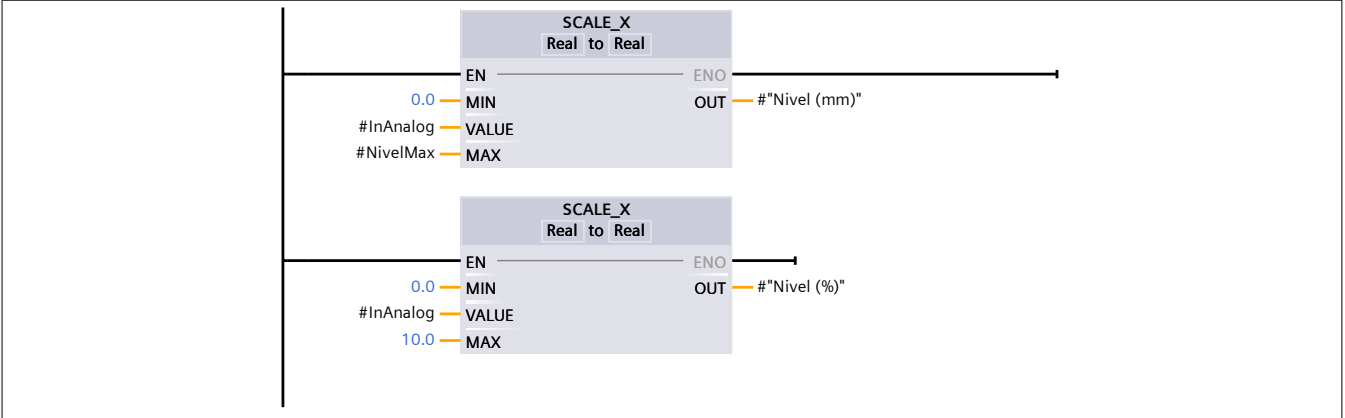 SCALE_X
Real to Real
EN ENO
0.0 MIN OUT #"Nivel (mm)"
#InAnalog VALUE
#NivelMax MAX
SCALE_X
Real to Real
EN ENO
0.0 MIN OUT #"Nivel (%)"
#InAnalog VALUE
10.0 MAX